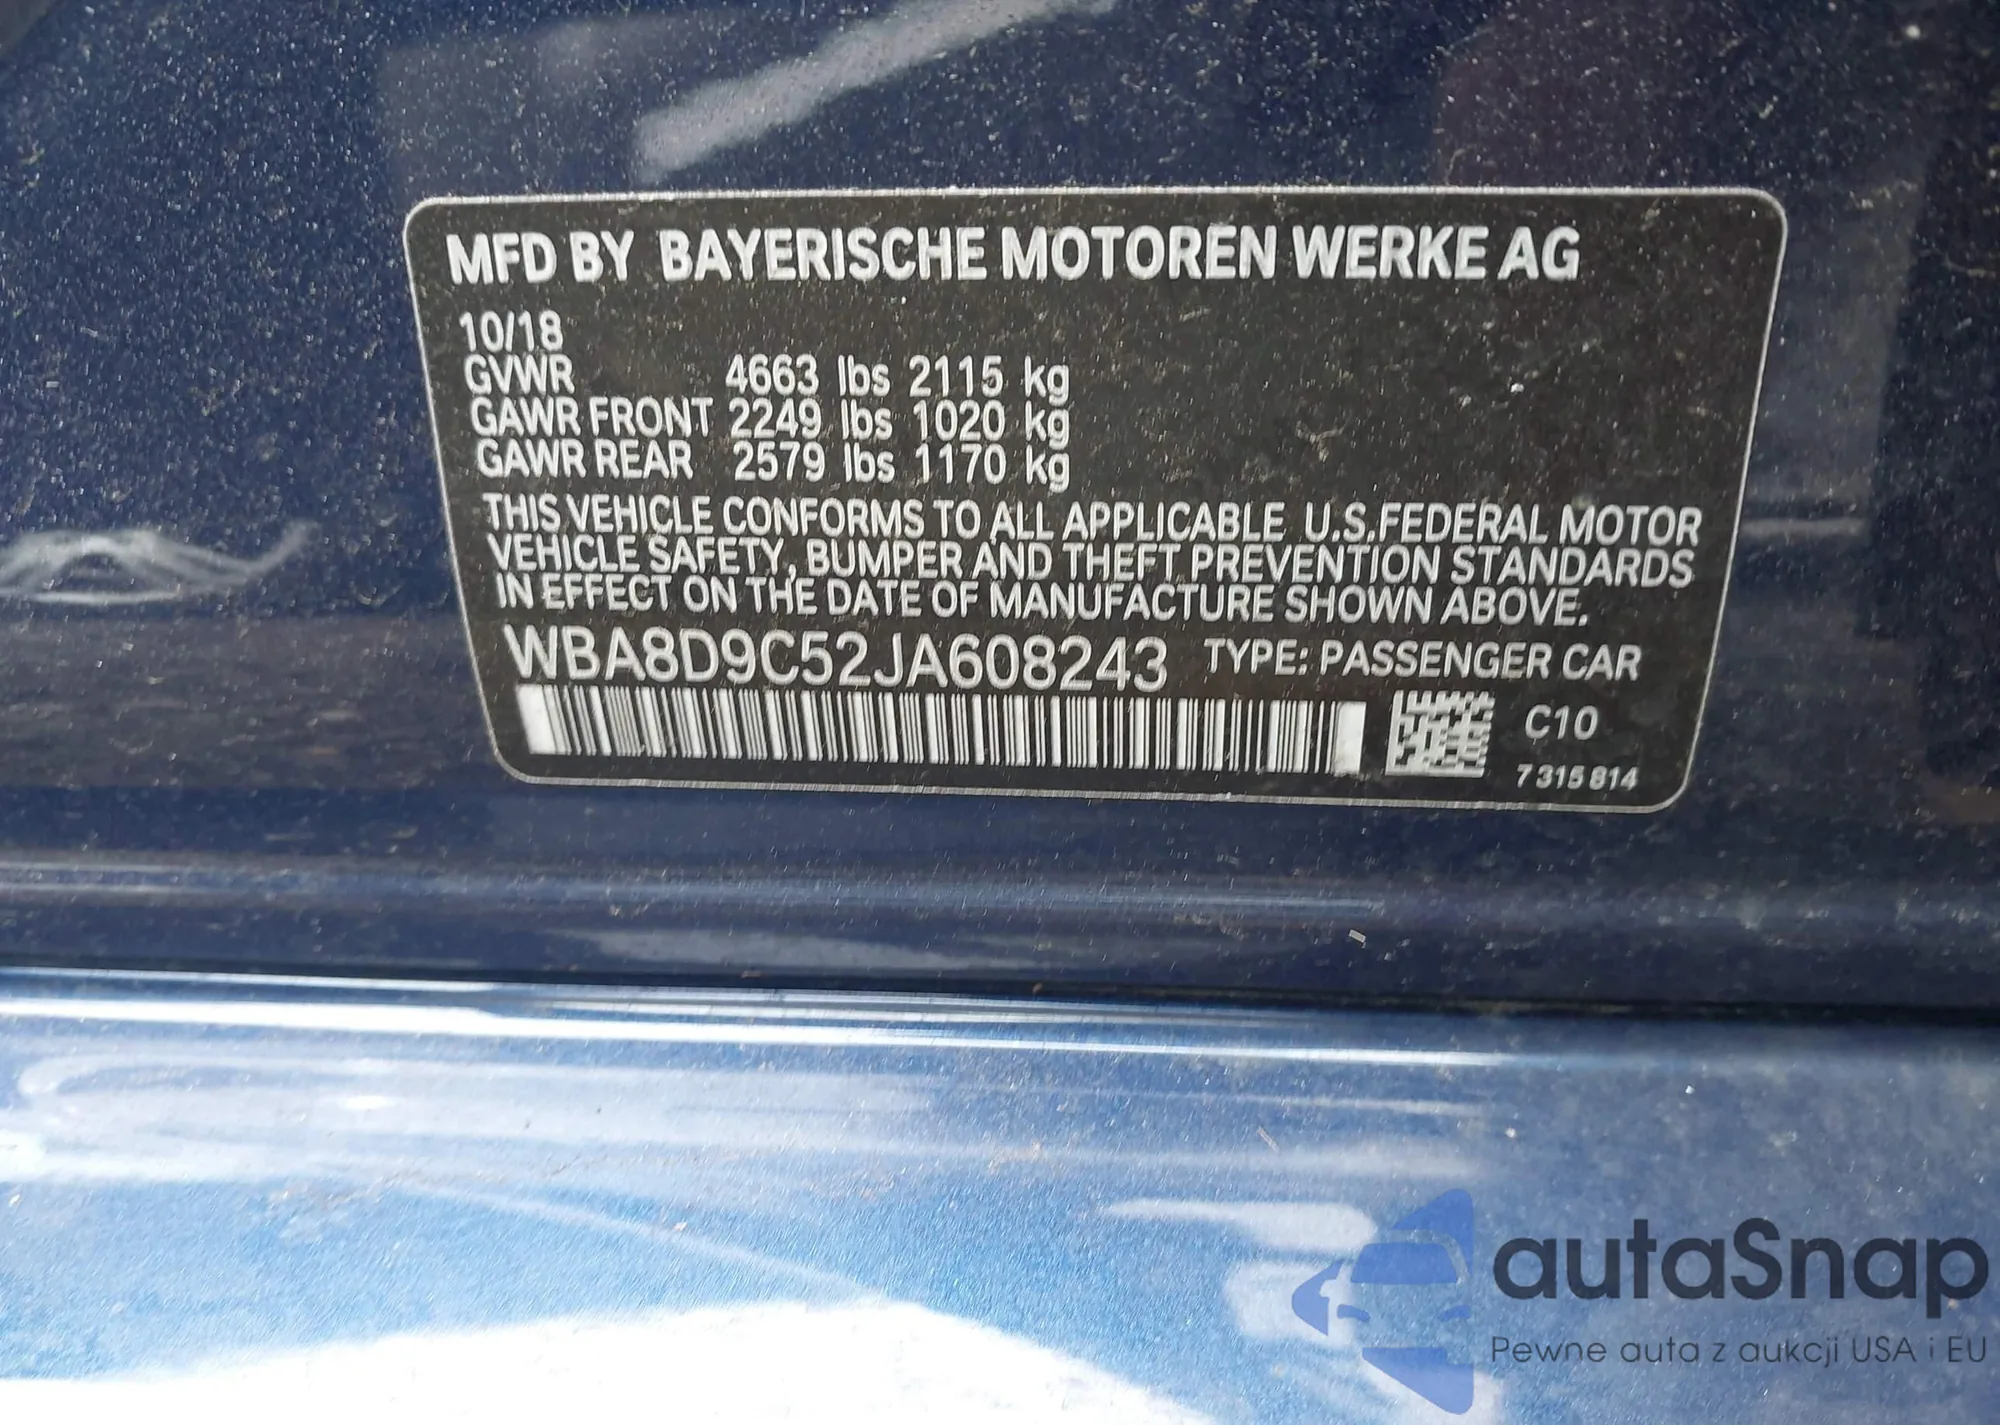 MFD BY BAYERISCHE MOTOREN WERKE AG
10/18
GVWR 4663 lbs 2115 kg
GAWR FRONT 2249 lbs 1020 kg
GAWR REAR 2579 lbs 1170 kg
THIS VEHICLE CONFORMS TO ALL APPLICABLE U.S.FEDERAL MOTOR
VEHICLE SAFETY, BUMPER AND THEFT PREVENTION STANDARDS
IN EFFECT ON THE DATE OF MANUFACTURE SHOWN ABOVE.
WBA8D9C52JA608243 TYPE: PASSENGER CAR
C10
7 315 814
autaSnap
Pewne auta z aukcji USA i EU